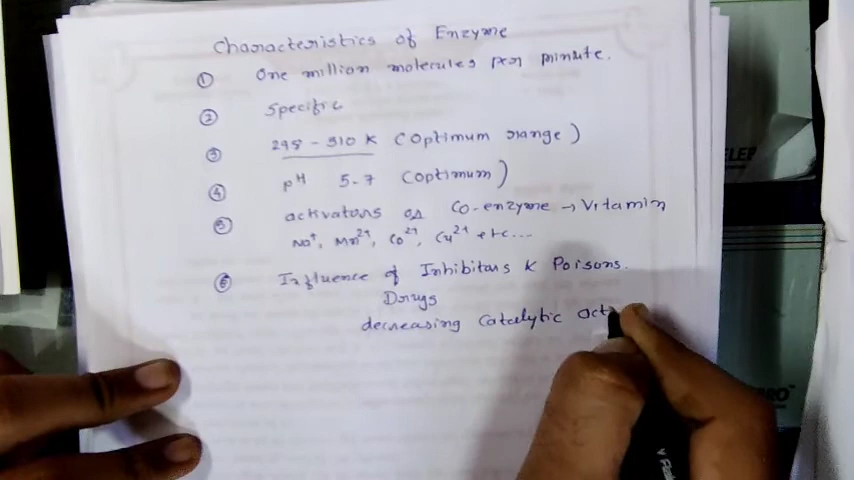 Characteristics of Enzyme
① One million molecules per minute.
② Specific
③ 298 - 310 K (Optimum range)
④ pH 5-7 (optimum)
⑤ activators or Co-enzyme → Vitamin
Na⁺, Mn²⁺, Co²⁺, Cu²⁺ etc...
⑥ Influence of Inhibitors & Poisons.
Drugs
decreasing catalytic act